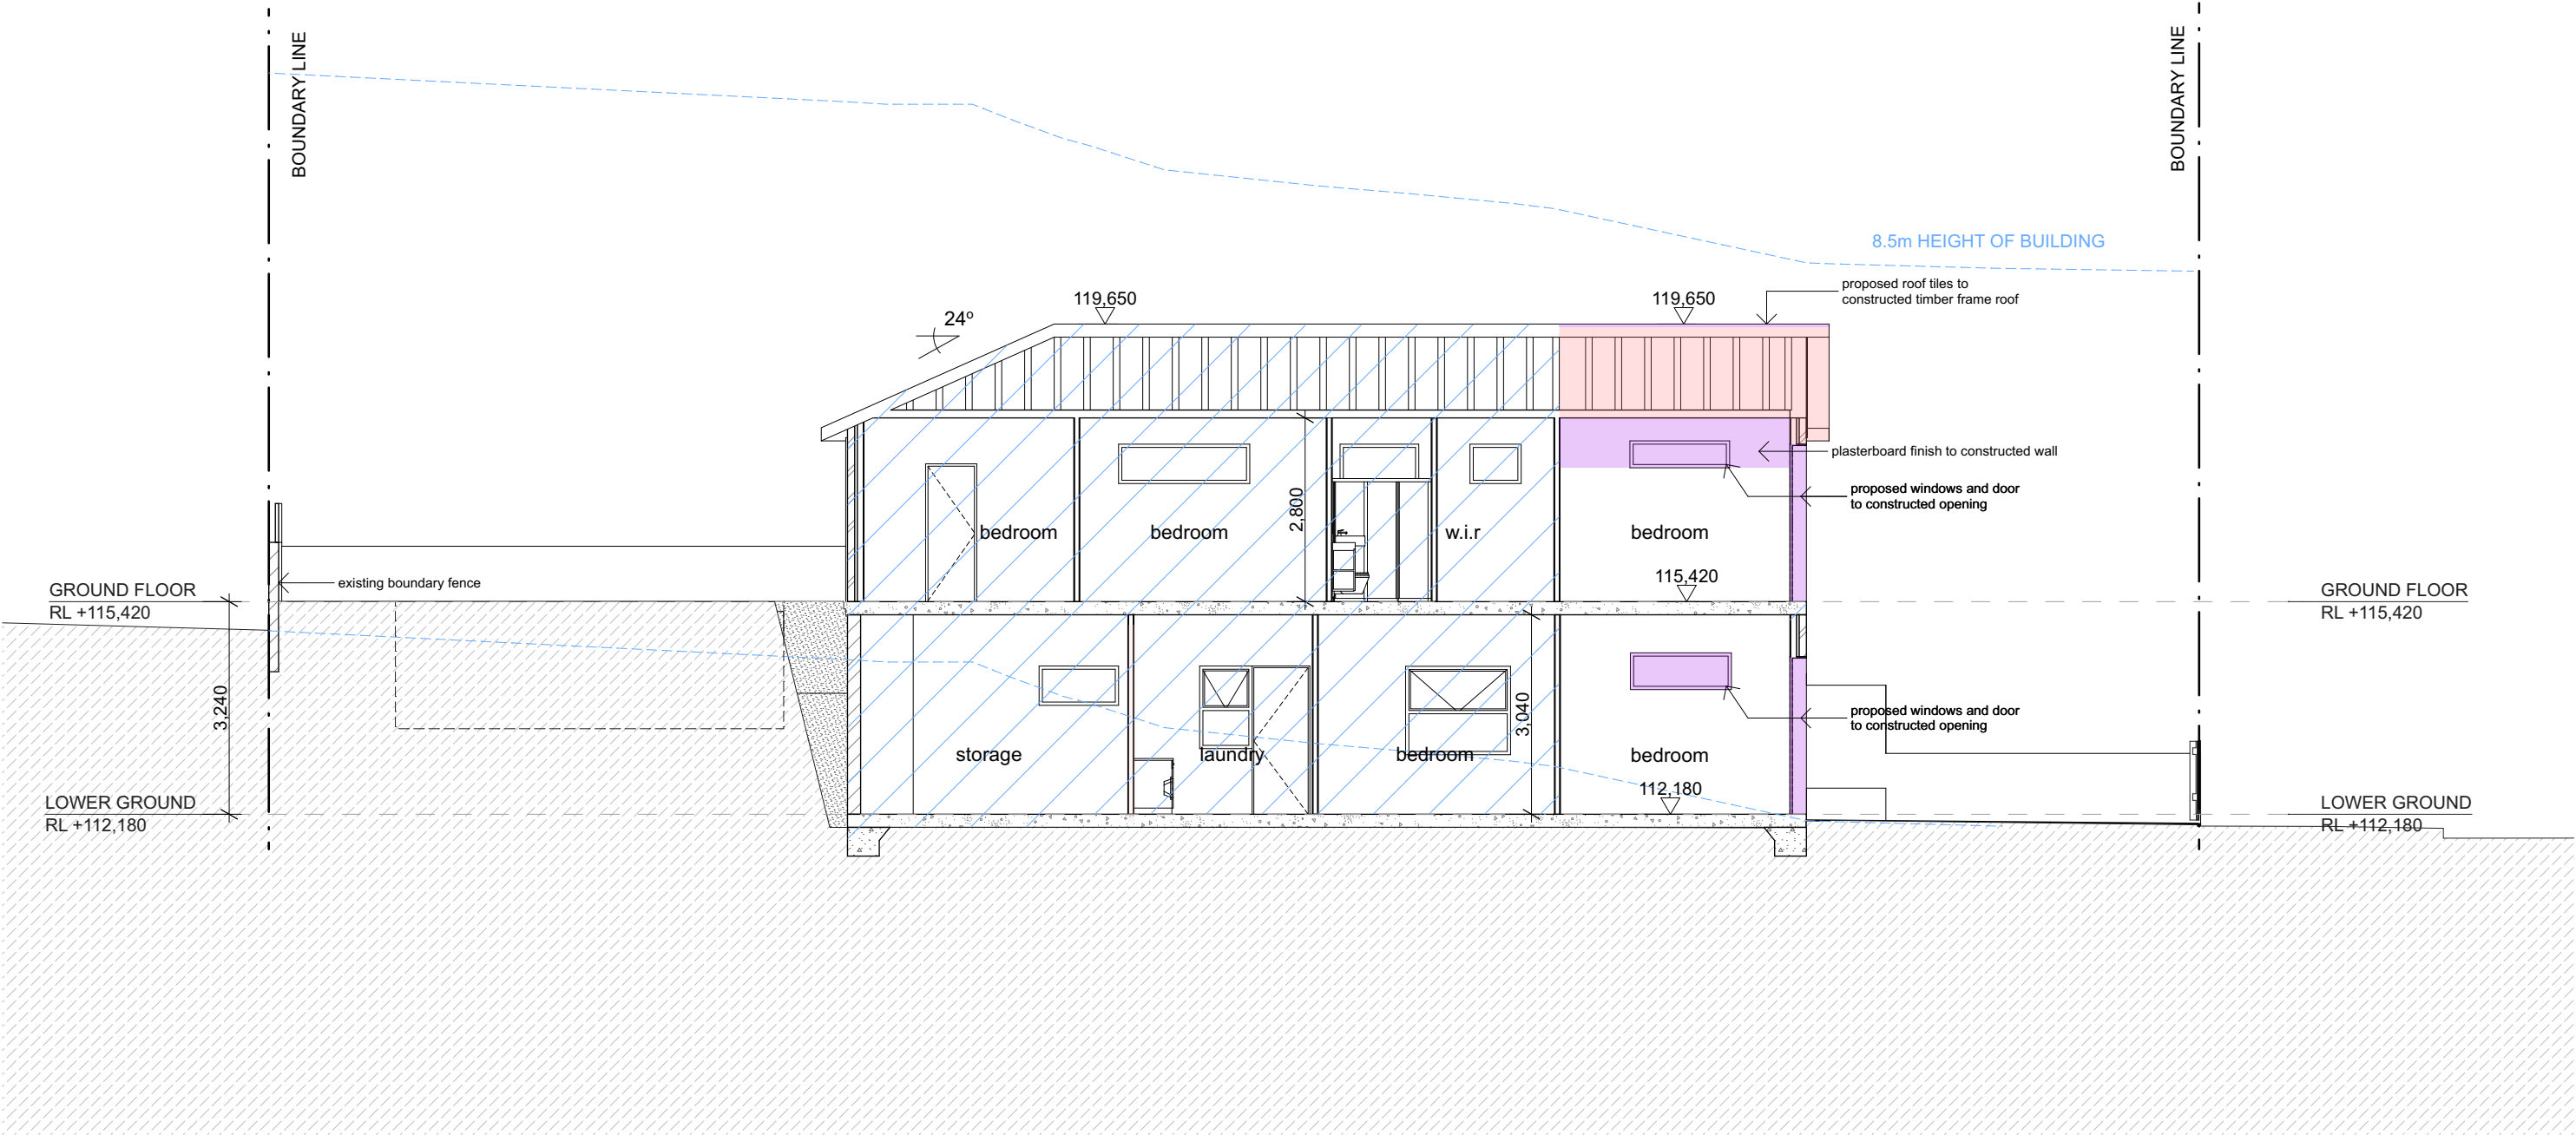 BOUNDARY LINE
BOUNDARY LINE
8.5m HEIGHT OF BUILDING
proposed roof tiles to
constructed timber frame roof
119,650
119,650
24º
plasterboard finish to constructed wall
proposed windows and door
to constructed opening
2,800
bedroom
bedroom
w.i.r
bedroom
existing boundary fence
115,420
GROUND FLOOR
RL +115,420
GROUND FLOOR
RL +115,420
3,240
3,040
proposed windows and door
to constructed opening
storage
laundry
bedroom
bedroom
112,180
LOWER GROUND
RL +112,180
LOWER GROUND
RL +112,180